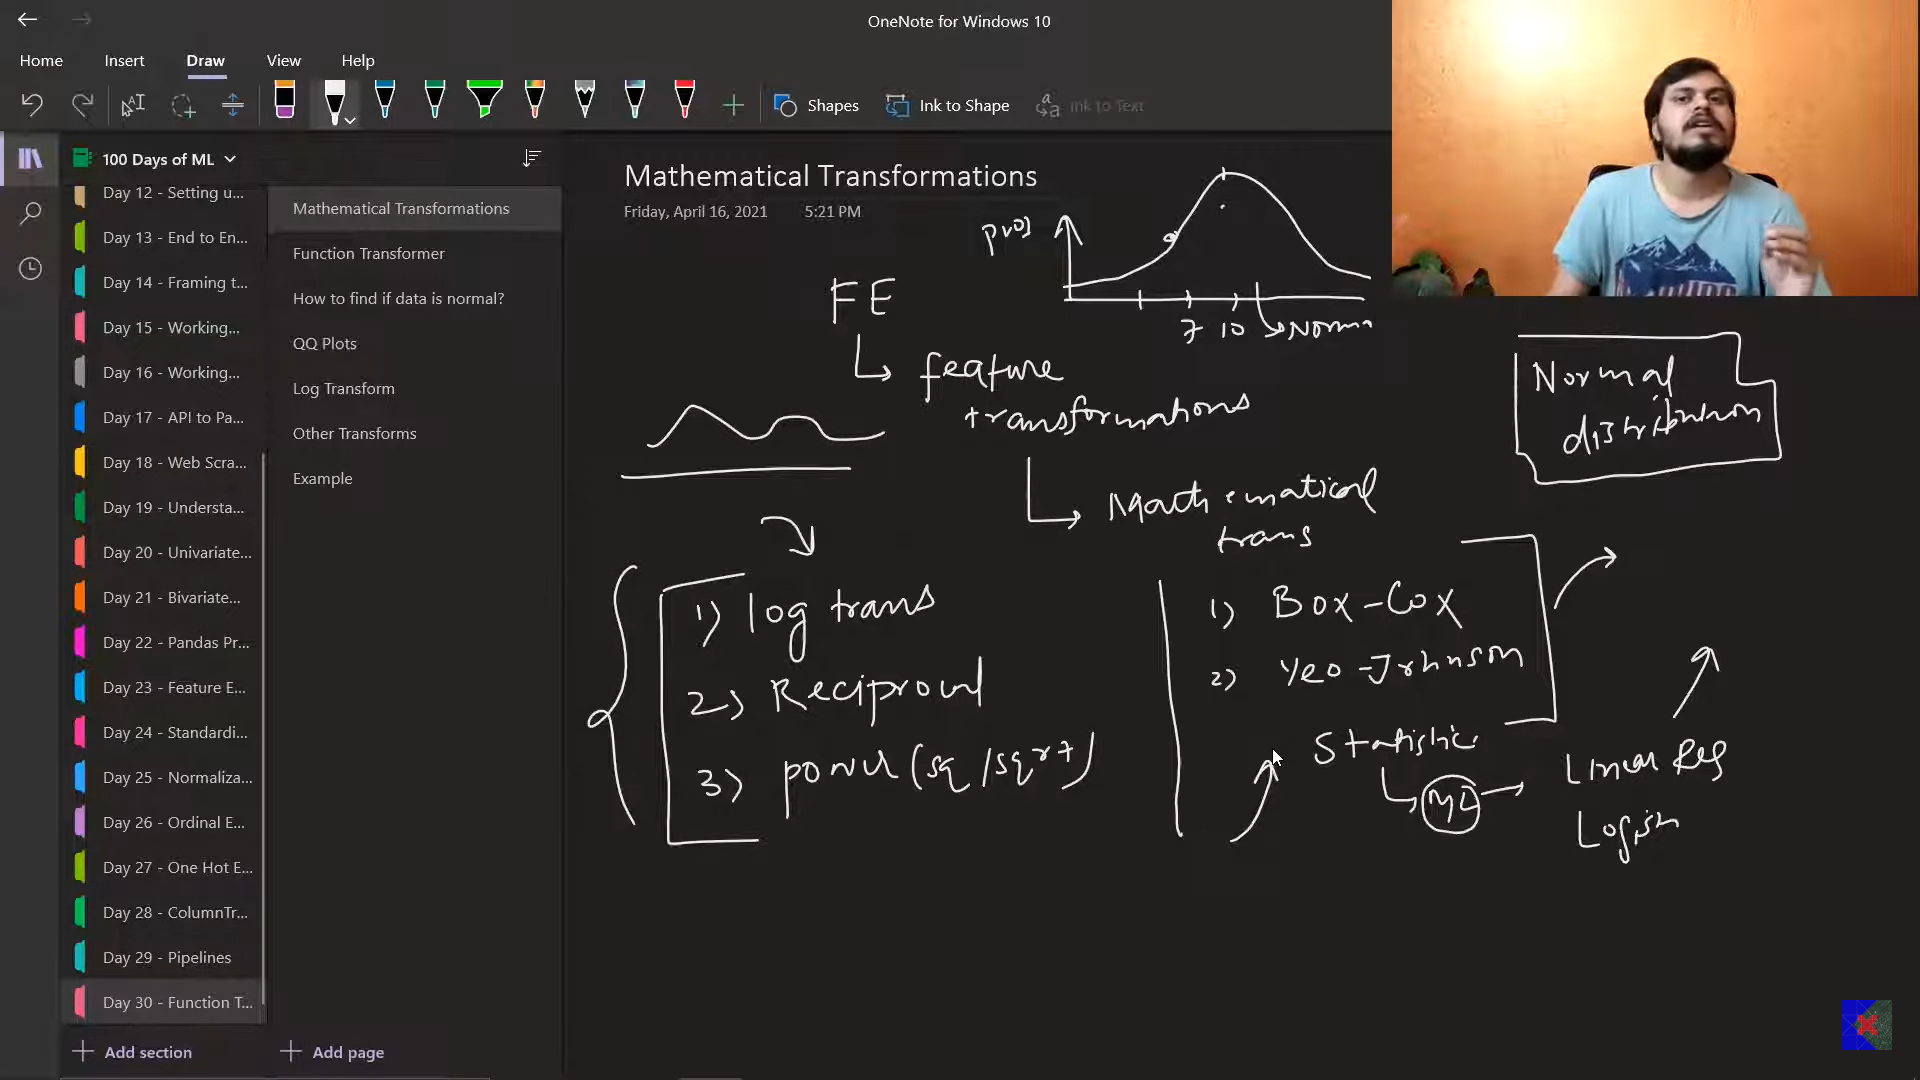 OneNote for Windows 10
Home Insert Draw View Help
Shapes Ink to Shape Ink to Text
100 Days of ML
Day 12 - Setting u...
Day 13 - End to En...
Day 14 - Framing t...
Day 15 - Working...
Day 16 - Working...
Day 17 - API to Pa...
Day 18 - Web Scra...
Day 19 - Understa...
Day 20 - Univariate...
Day 21 - Bivariate...
Day 22 - Pandas Pr...
Day 23 - Feature E...
Day 24 - Standardi...
Day 25 - Normaliza...
Day 26 - Ordinal E...
Day 27 - One Hot E...
Day 28 - ColumnTr...
Day 29 - Pipelines
Day 30 - Function T...
Add section
Mathematical Transformations
Function Transformer
How to find if data is normal?
QQ Plots
Log Transform
Other Transforms
Example
Add page
Mathematical Transformations
Friday, April 16, 2021 5:21 PM
7 10 Norma
FE
feature
transformations
Mathematical
trans
Normal
distribution
1) log trans
2) Reciprocal
3) power (sq/sqrt)
1) Box-Cox
2) Yeo-Johnson
Statistic
ML
Linear Reg